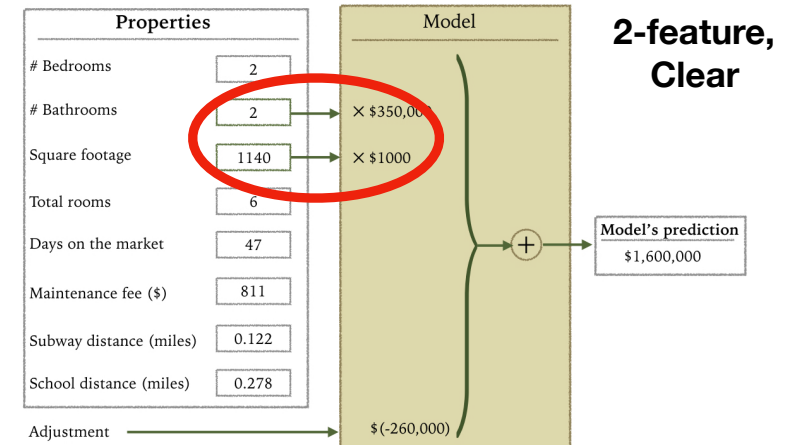 Properties
Model
2-feature,
Clear
# Bedrooms 2
# Bathrooms 2 × $350,000
Square footage 1140 × $1000
Total rooms 6
Days on the market 47
+
Model's prediction
$1,600,000
Maintenance fee ($) 811
Subway distance (miles) 0.122
School distance (miles) 0.278
Adjustment $(-260,000)